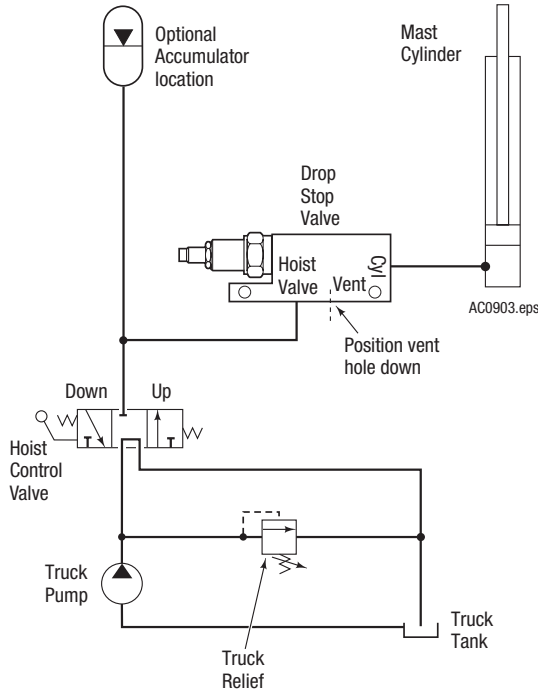 Optional
Accumulator
location
Mast
Cylinder
Drop
Stop
Valve
Hoist
Valve
Vent
Cyl
AC0903.eps
Position vent
hole down
Down
Up
Hoist
Control
Valve
Truck
Pump
Truck
Tank
Truck
Relief